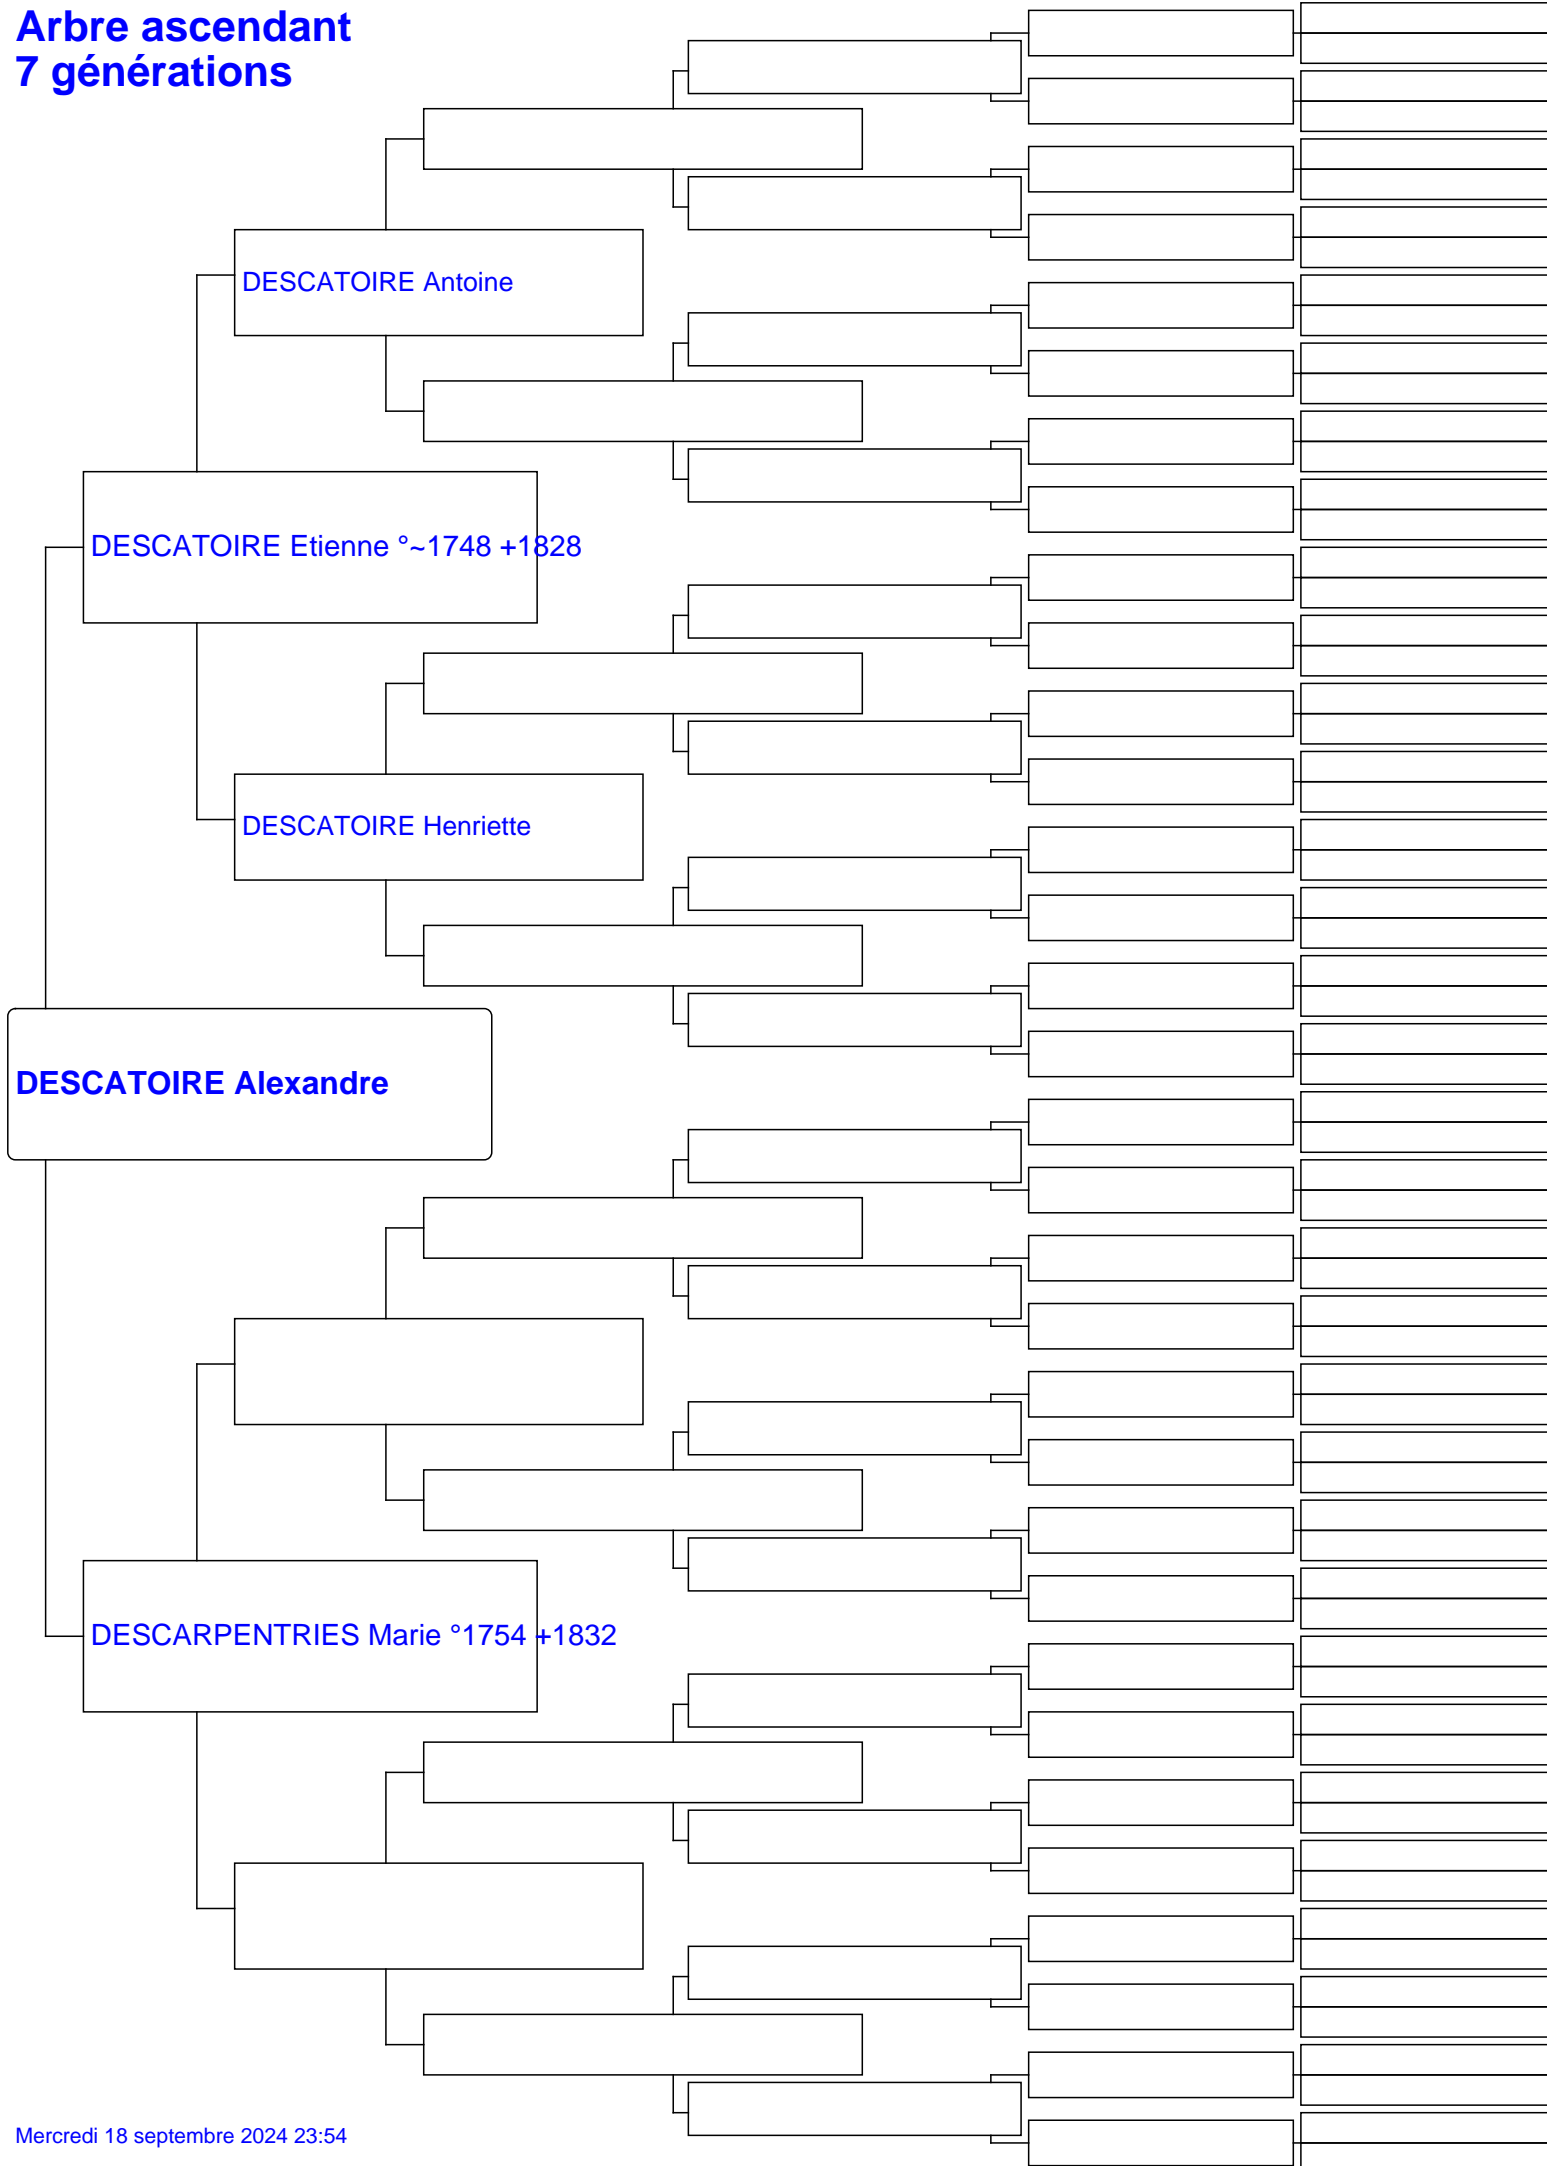 Arbre ascendant
7 générations
DESCATOIRE Antoine
DESCATOIRE Etienne °~1748 +1828
DESCATOIRE Henriette
DESCATOIRE Alexandre
DESCARPENTRIES Marie °1754 +1832
Mercredi 18 septembre 2024 23:54